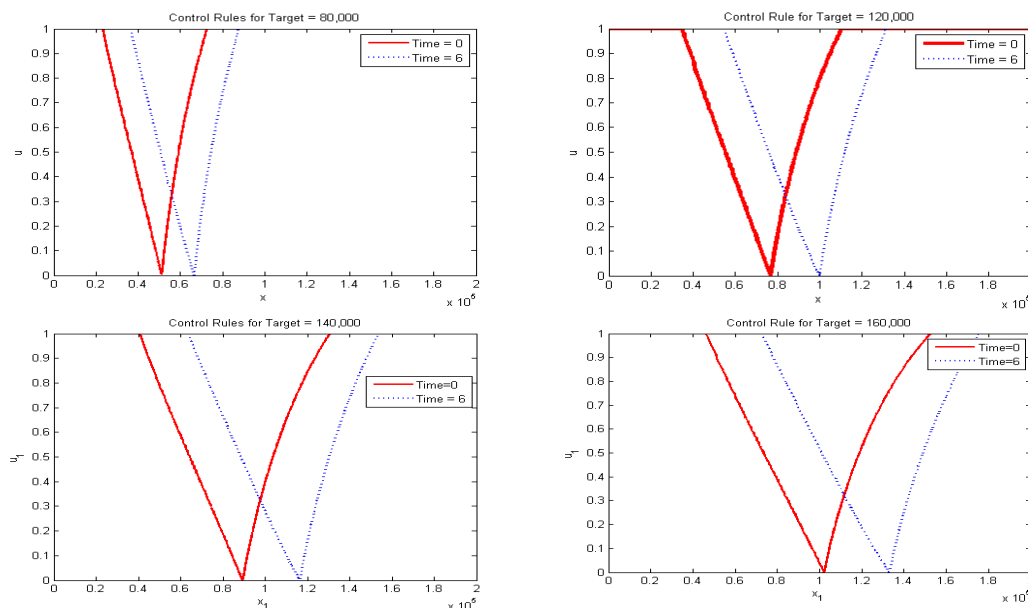 Control Rules for Target = 80,000
1
0.9
0.8
0.7
0.6
0.5
0.4
0.3
0.2
0.1
0
u
Time = 0
Time = 6
0 0.2 0.4 0.6 0.8 1 1.2 1.4 1.6 1.8 2
x
x 10^5
Control Rule for Target = 120,000
1
0.9
0.8
0.7
0.6
0.5
0.4
0.3
0.2
0.1
0
u
Time = 0
Time = 6
0 0.2 0.4 0.6 0.8 1 1.2 1.4 1.6 1.8 2
x
x 10^5
Control Rules for Target = 140,000
1
0.9
0.8
0.7
0.6
0.5
0.4
0.3
0.2
0.1
0
u_1
Time=0
Time = 6
0 0.2 0.4 0.6 0.8 1 1.2 1.4 1.6 1.8 2
x_1
x 10^5
Control Rule for Target = 160,000
1
0.9
0.8
0.7
0.6
0.5
0.4
0.3
0.2
0.1
0
u_1
Time=0
Time=6
0 0.2 0.4 0.6 0.8 1 1.2 1.4 1.6 1.8 2
x_1
x 10^5